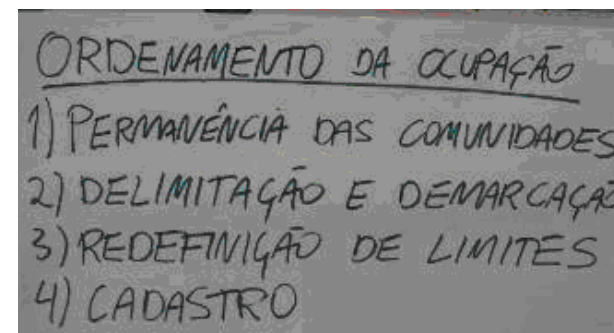 ORDENAMENTO DA OCUPAÇÃO
1) PERMANÊNCIA DAS COMUNIDADES
2) DELIMITAÇÃO E DEMARCAÇÃO
3) REDEFINIÇÃO DE LIMITES
4) CADASTRO